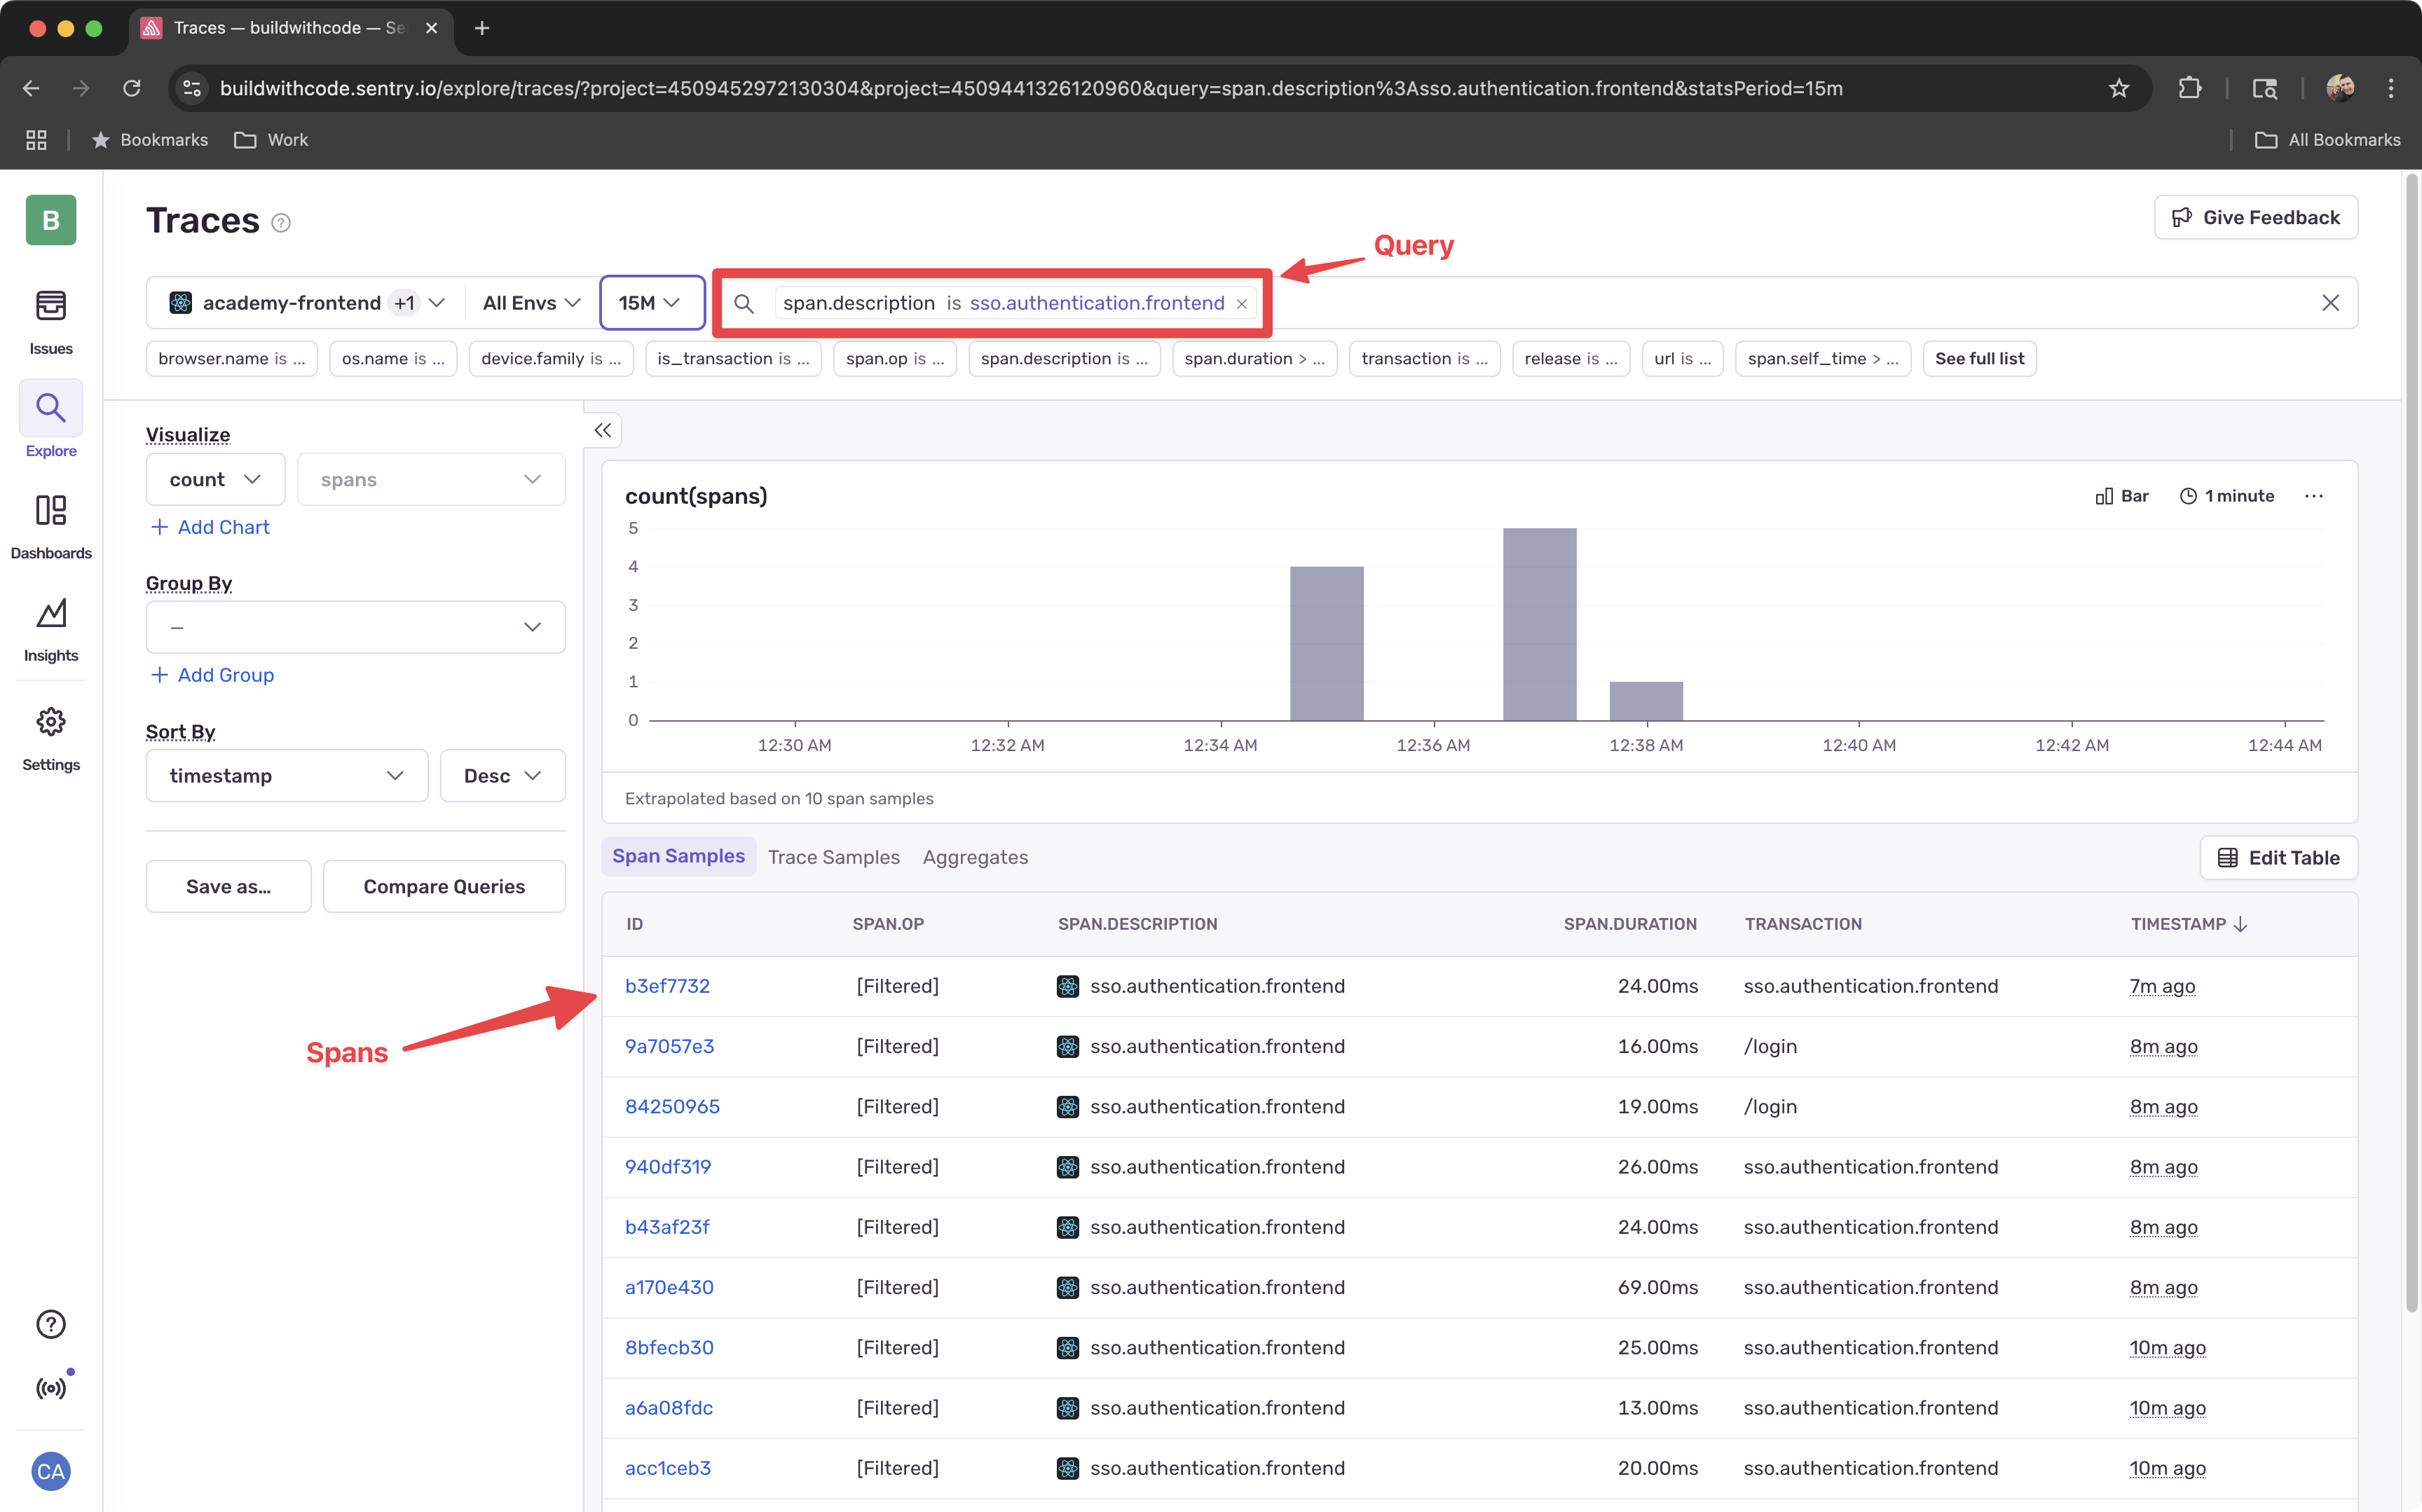 Traces — buildwithcode — Se
buildwithcode.sentry.io/explore/traces/?project=4509452972130304&project=4509441326120960&query=span.description%3Asso.authentication.frontend&statsPeriod=15m
Bookmarks Work All Bookmarks
B
Issues
Explore
Dashboards
Insights
Settings
CA
Traces
Give Feedback
Query
academy-frontend +1 All Envs 15M span.description is sso.authentication.frontend
browser.name is ... os.name is ... device.family is ... is_transaction is ... span.op is ... span.description is ... span.duration > ... transaction is ... release is ... url is ... span.self_time > ... See full list
Visualize
count spans
+ Add Chart
Group By
—
+ Add Group
Sort By
timestamp Desc
Save as... Compare Queries
count(spans) Bar 1 minute
5
4
3
2
1
0
12:30 AM 12:32 AM 12:34 AM 12:36 AM 12:38 AM 12:40 AM 12:42 AM 12:44 AM
Extrapolated based on 10 span samples
Span Samples Trace Samples Aggregates Edit Table
ID SPAN.OP SPAN.DESCRIPTION SPAN.DURATION TRANSACTION TIMESTAMP
Spans
b3ef7732 [Filtered] sso.authentication.frontend 24.00ms sso.authentication.frontend 7m ago
9a7057e3 [Filtered] sso.authentication.frontend 16.00ms /login 8m ago
84250965 [Filtered] sso.authentication.frontend 19.00ms /login 8m ago
940df319 [Filtered] sso.authentication.frontend 26.00ms sso.authentication.frontend 8m ago
b43af23f [Filtered] sso.authentication.frontend 24.00ms sso.authentication.frontend 8m ago
a170e430 [Filtered] sso.authentication.frontend 69.00ms sso.authentication.frontend 8m ago
8bfecb30 [Filtered] sso.authentication.frontend 25.00ms sso.authentication.frontend 10m ago
a6a08fdc [Filtered] sso.authentication.frontend 13.00ms sso.authentication.frontend 10m ago
acc1ceb3 [Filtered] sso.authentication.frontend 20.00ms sso.authentication.frontend 10m ago